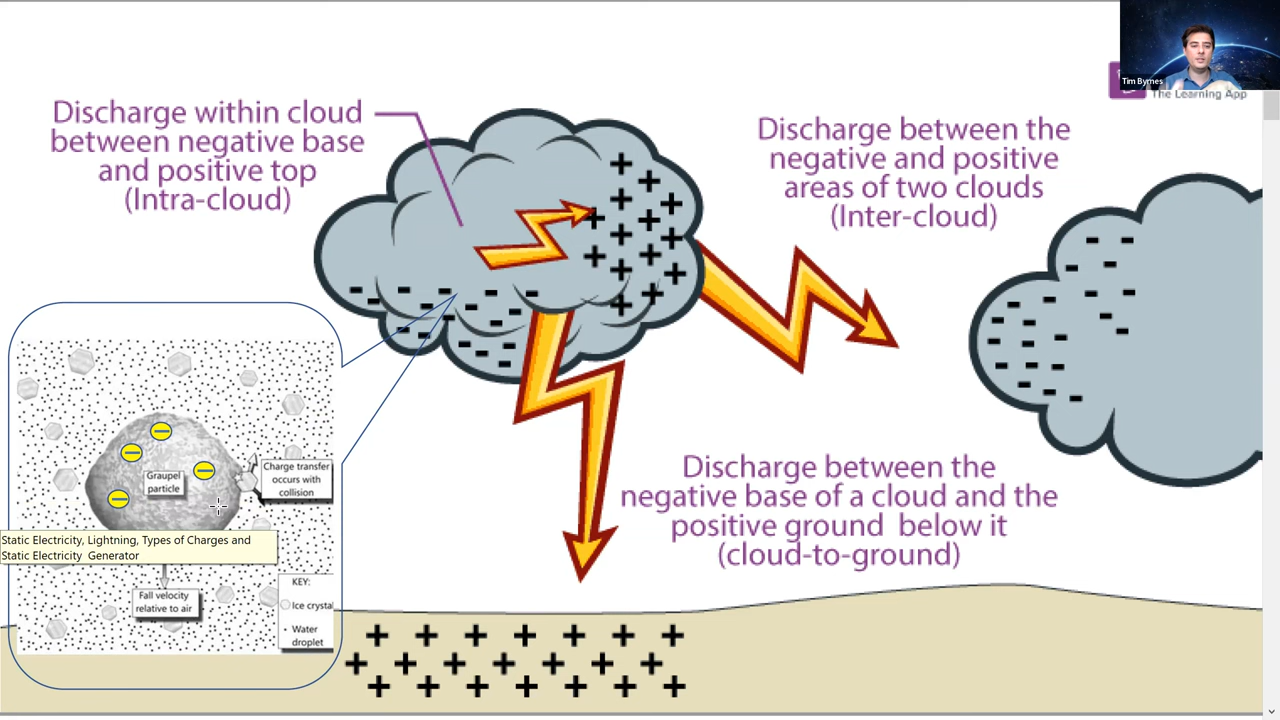 Tim Byrnes
The Learning App
Discharge within cloud
between negative base
and positive top
(Intra-cloud)
Discharge between the
negative and positive
areas of two clouds
(Inter-cloud)
Discharge between the
negative base of a cloud and the
positive ground below it
(cloud-to-ground)
Graupel
particle
Charge transfer
occurs with
collision
Static Electricity, Lightning, Types of Charges and
Static Electricity Generator
Fall velocity
relative to air
KEY:
Ice crystal
Water
droplet